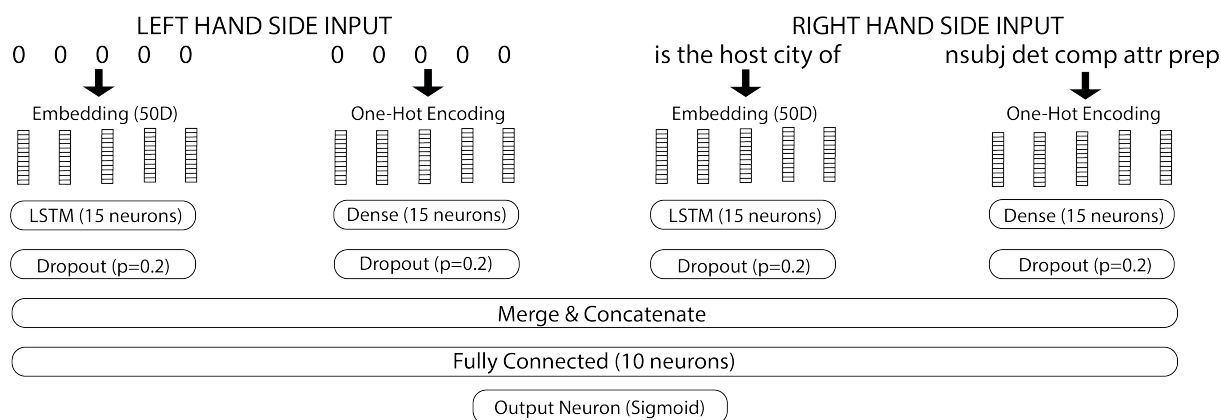 LEFT HAND SIDE INPUT RIGHT HAND SIDE INPUT
0 0 0 0 0 0 0 0 0 0 is the host city of nsubj det comp attr prep
Embedding (50D) One-Hot Encoding Embedding (50D) One-Hot Encoding
LSTM (15 neurons) Dense (15 neurons) LSTM (15 neurons) Dense (15 neurons)
Dropout (p=0.2) Dropout (p=0.2) Dropout (p=0.2) Dropout (p=0.2)
Merge & Concatenate
Fully Connected (10 neurons)
Output Neuron (Sigmoid)